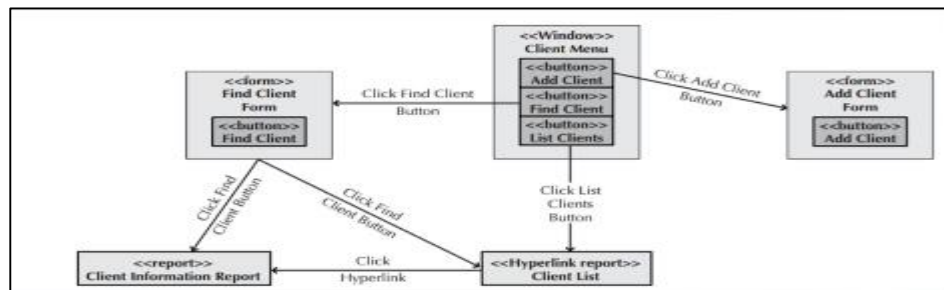 <<Window>>
Client Menu
<<button>>
Add Client
<<button>>
Find Client
<<button>>
List Clients
<<form>>
Find Client
Form
<<button>>
Find Client
Click Find Client
Button
Click Add Client
Button
<<form>>
Add Client
Form
<<button>>
Add Client
Click Find
Client Button
Click Find
Client Button
Click List
Clients
Button
<<report>>
Client Information Report
Click
Hyperlink
<<Hyperlink report>>
Client List